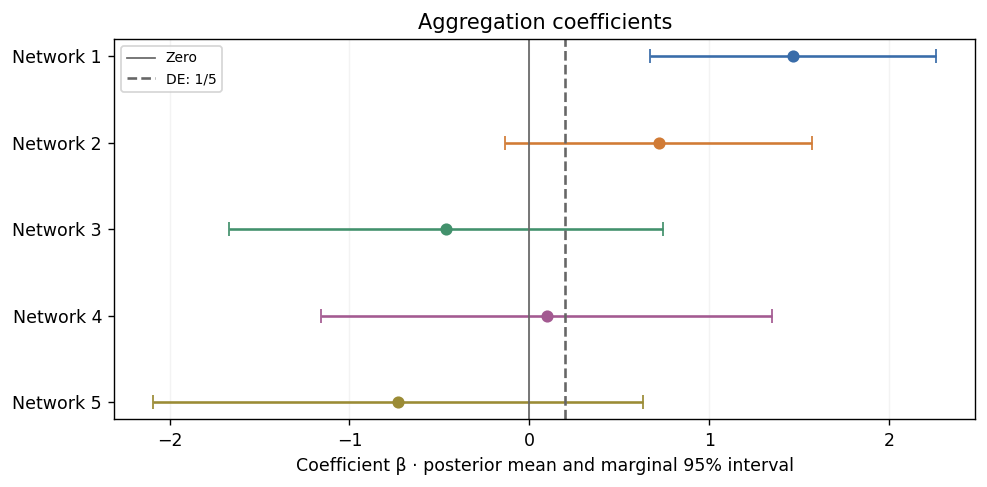 Aggregation coefficients
Zero
DE: 1/5
Network 1
Network 2
Network 3
Network 4
Network 5
−2 −1 0 1 2
Coefficient β · posterior mean and marginal 95% interval